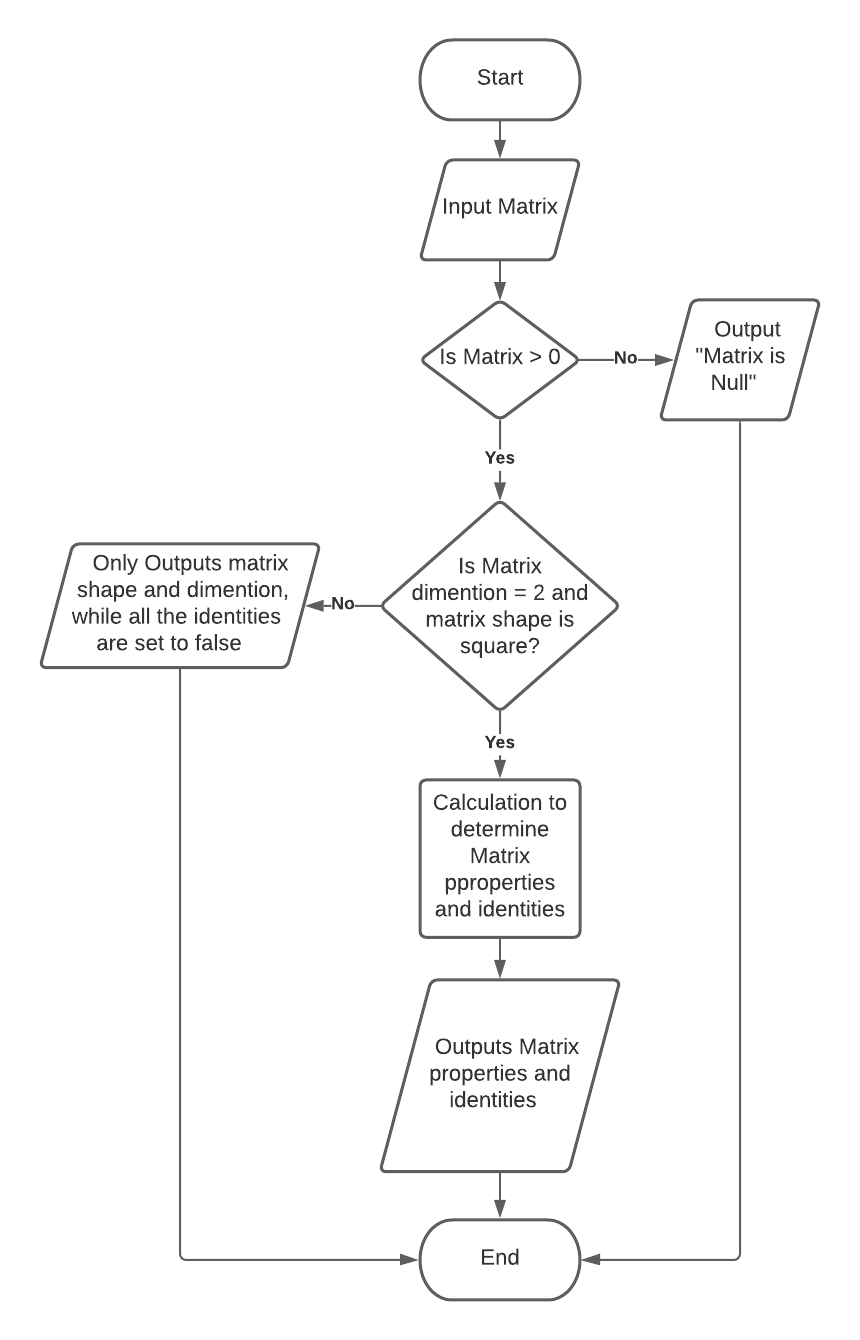 Start
Input Matrix
Is Matrix > 0
No
Output
"Matrix is
Null"
Yes
Is Matrix
dimention = 2 and
matrix shape is
square?
No
Only Outputs matrix
shape and dimention,
while all the identities
are set to false
Yes
Calculation to
determine
Matrix
pproperties
and identities
Outputs Matrix
properties and
identities
End